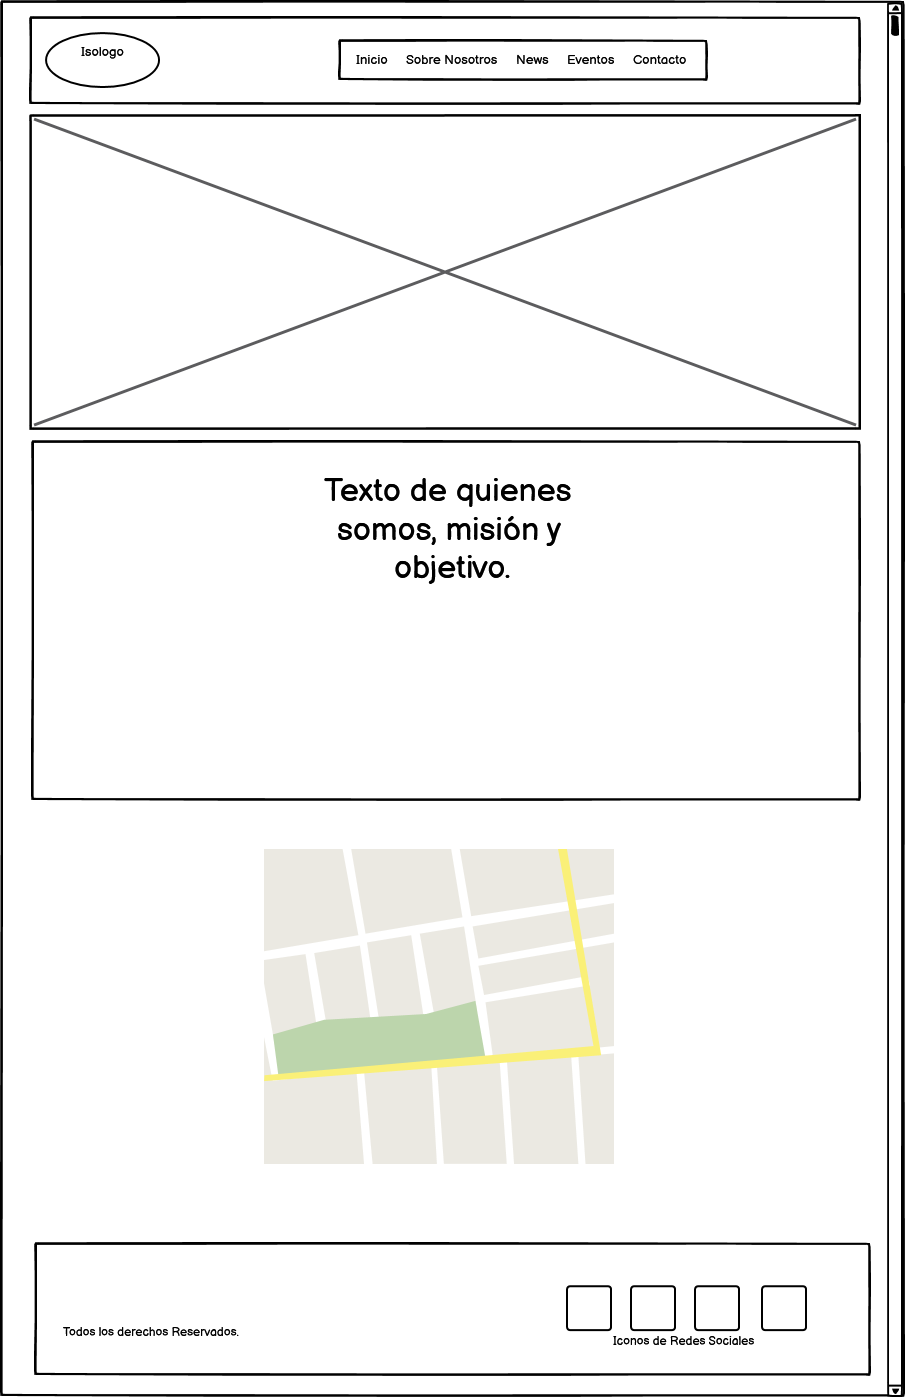 Isologo
Inicio Sobre Nosotros News Eventos Contacto
Texto de quienes
somos, misión y
objetivo.
Todos los derechos Reservados.
Iconos de Redes Sociales